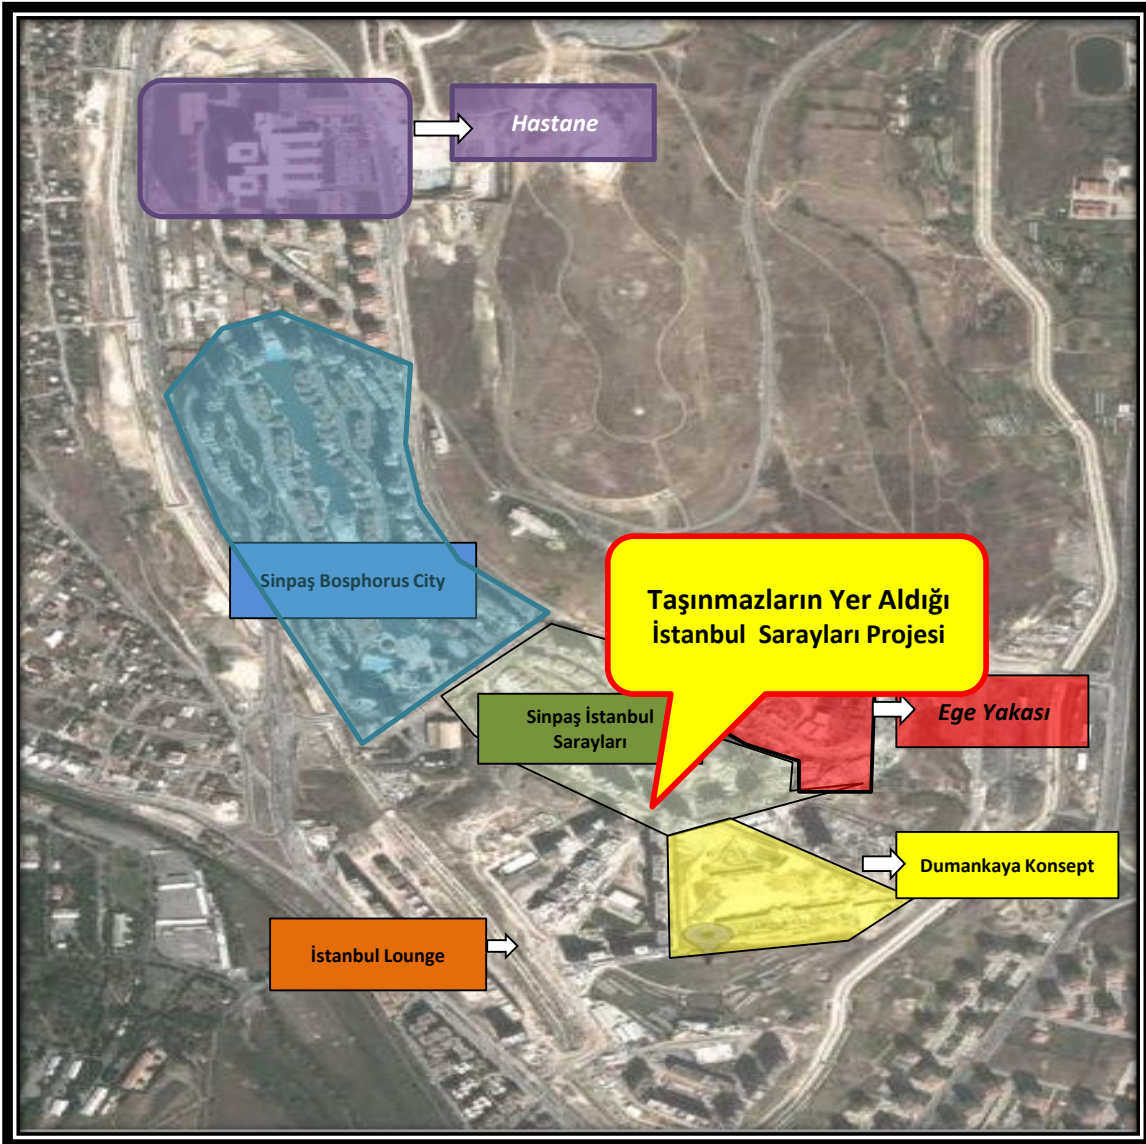 Hastane
Sinpaş Bosphorus City
Taşınmazların Yer Aldığı
İstanbul Sarayları Projesi
Sinpaş İstanbul
Sarayları
Ege Yakası
Dumankaya Konsept
İstanbul Lounge